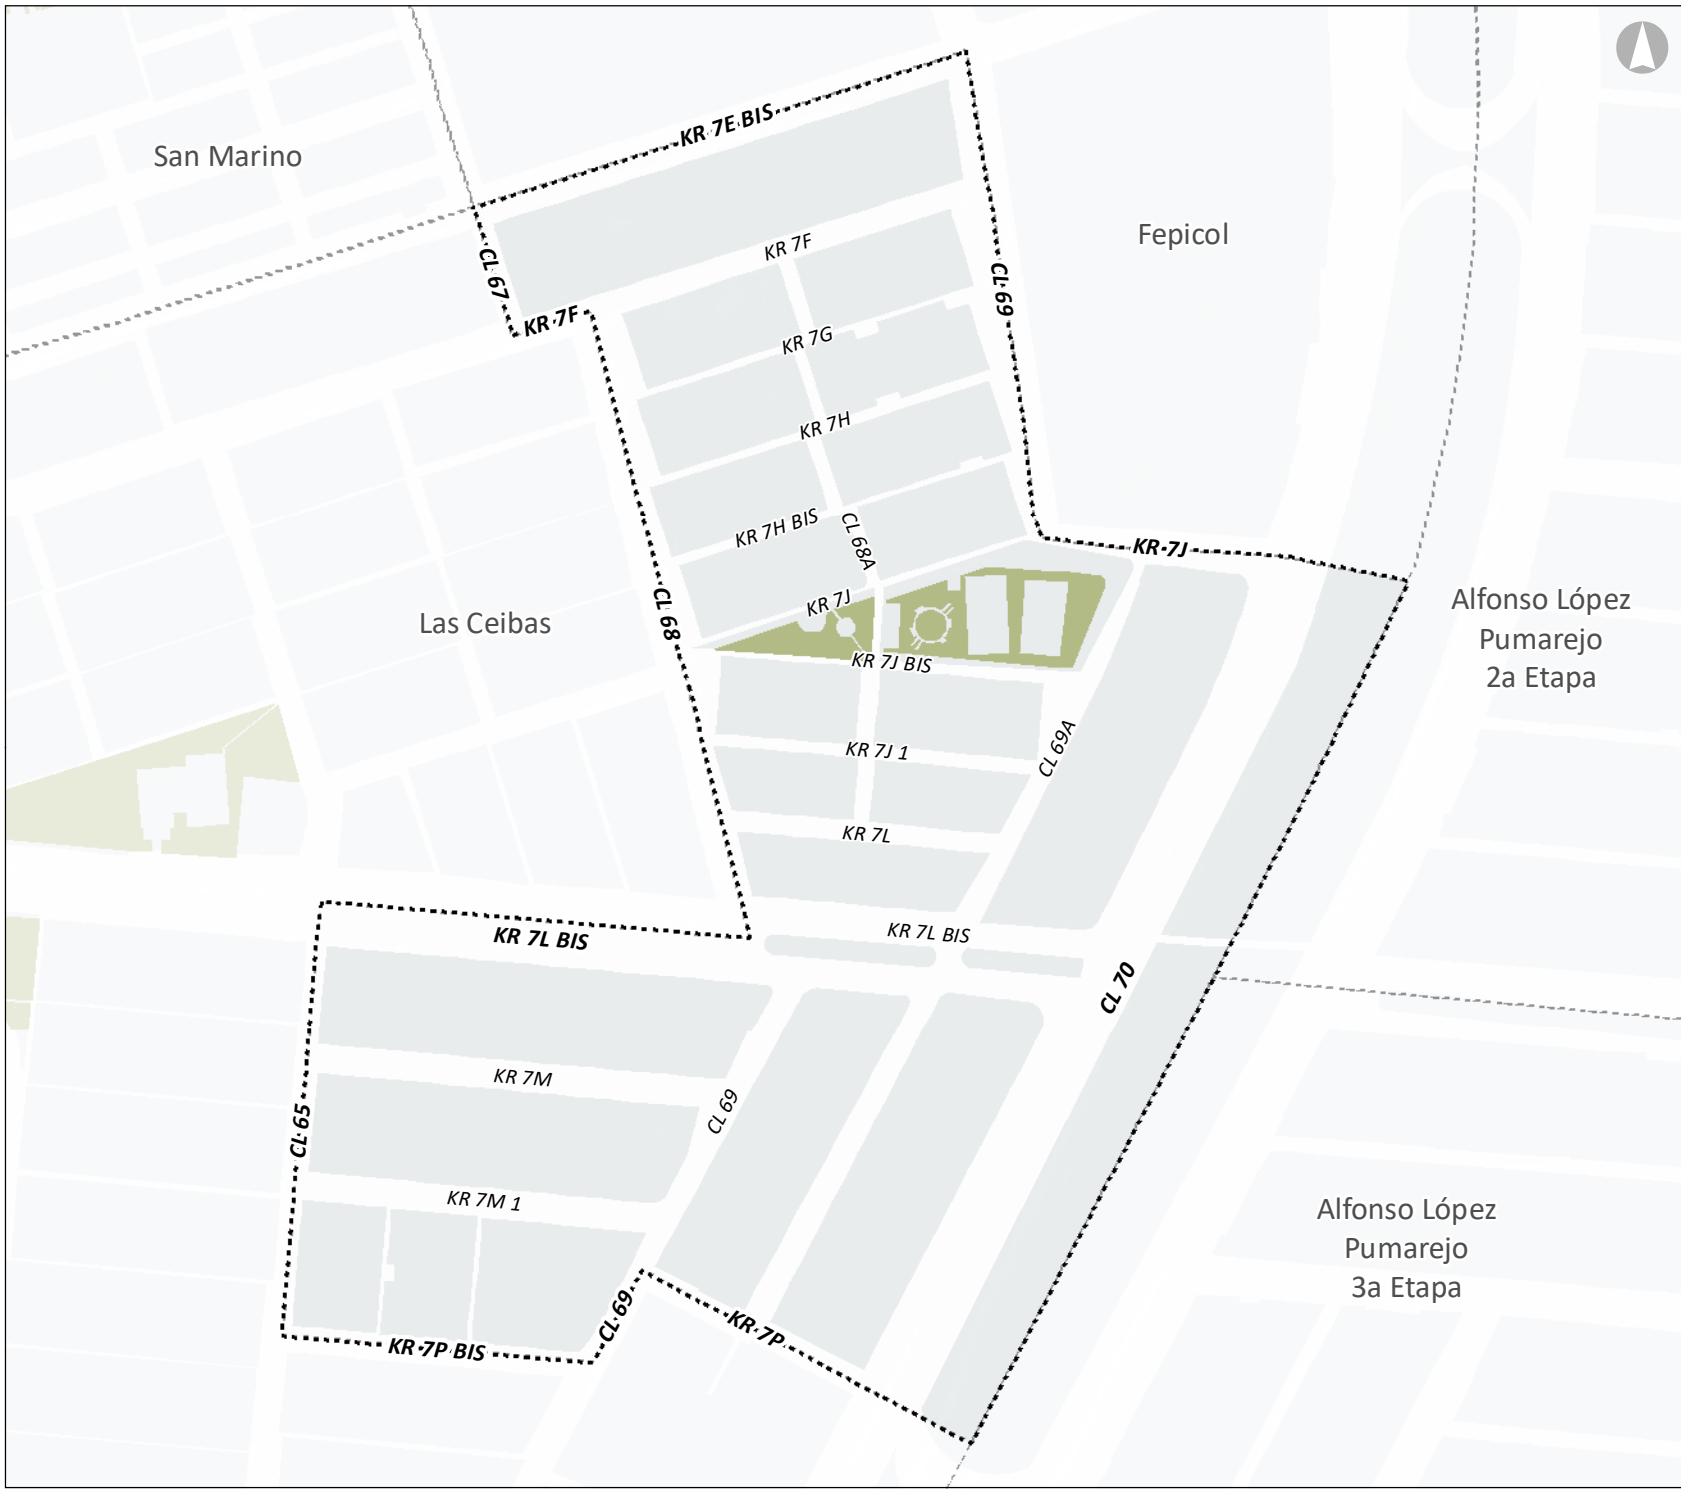 KR 7E BIS
San Marino
Fepicol
KR 7F
CL 67
CL 69
KR 7F
KR 7G
KR 7H
KR 7H BIS
CL 68A
KR 7J
KR 7J
CL 68
Las Ceibas
Alfonso López
Pumarejo
2a Etapa
KR 7J BIS
KR 7J 1
CL 69A
KR 7L
KR 7L BIS
KR 7L BIS
CL 70
KR 7M
CL 69
CL 65
KR 7M 1
Alfonso López
Pumarejo
3a Etapa
CL 69
KR 7P
KR 7P BIS